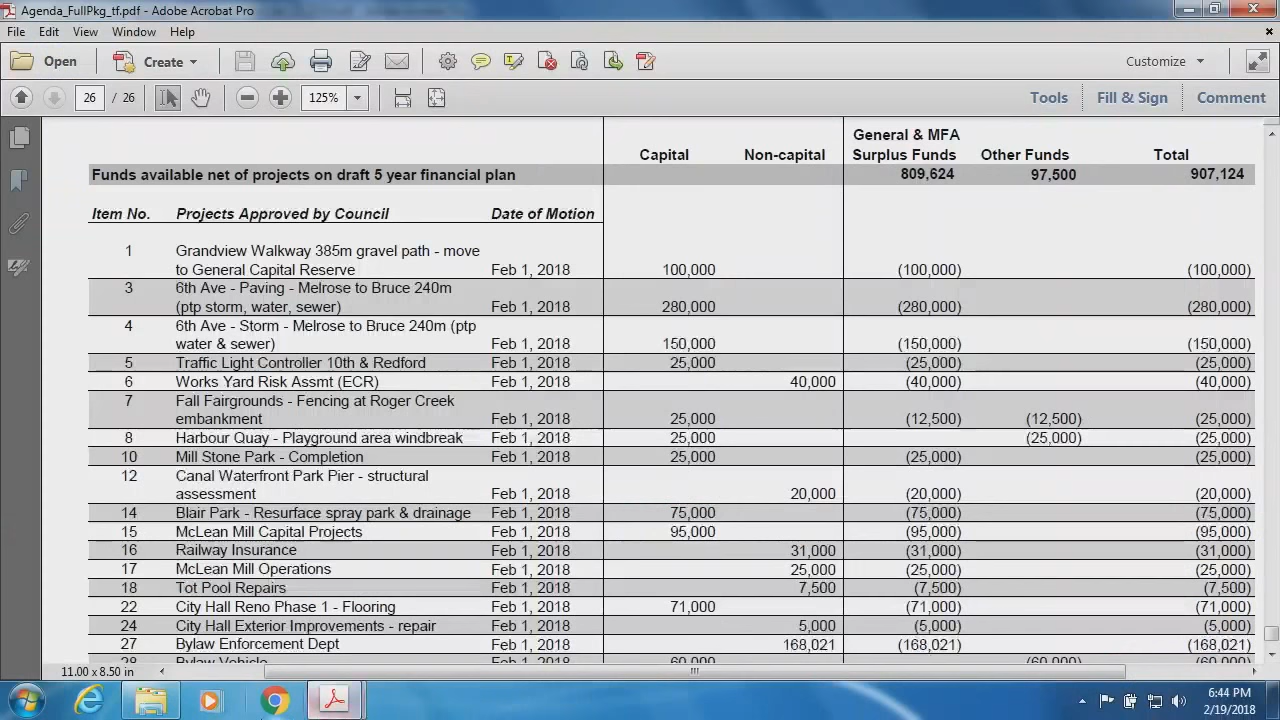 Agenda_FullPkg_tf.pdf - Adobe Acrobat Pro
File Edit View Window Help
Open Create Customize
26 / 26 125% Tools Fill & Sign Comment
General & MFA
Capital Non-capital Surplus Funds Other Funds Total
Funds available net of projects on draft 5 year financial plan 809,624 97,500 907,124
Item No. Projects Approved by Council Date of Motion
1 Grandview Walkway 385m gravel path - move
to General Capital Reserve Feb 1, 2018 100,000 (100,000) (100,000)
3 6th Ave - Paving - Melrose to Bruce 240m
(ptp storm, water, sewer) Feb 1, 2018 280,000 (280,000) (280,000)
4 6th Ave - Storm - Melrose to Bruce 240m (ptp
water & sewer) Feb 1, 2018 150,000 (150,000) (150,000)
5 Traffic Light Controller 10th & Redford Feb 1, 2018 25,000 (25,000) (25,000)
6 Works Yard Risk Assmt (ECR) Feb 1, 2018 40,000 (40,000) (40,000)
7 Fall Fairgrounds - Fencing at Roger Creek
embankment Feb 1, 2018 25,000 (12,500) (12,500) (25,000)
8 Harbour Quay - Playground area windbreak Feb 1, 2018 25,000 (25,000) (25,000)
10 Mill Stone Park - Completion Feb 1, 2018 25,000 (25,000) (25,000)
12 Canal Waterfront Park Pier - structural
assessment Feb 1, 2018 20,000 (20,000) (20,000)
14 Blair Park - Resurface spray park & drainage Feb 1, 2018 75,000 (75,000) (75,000)
15 McLean Mill Capital Projects Feb 1, 2018 95,000 (95,000) (95,000)
16 Railway Insurance Feb 1, 2018 31,000 (31,000) (31,000)
17 McLean Mill Operations Feb 1, 2018 25,000 (25,000) (25,000)
18 Tot Pool Repairs Feb 1, 2018 7,500 (7,500) (7,500)
22 City Hall Reno Phase 1 - Flooring Feb 1, 2018 71,000 (71,000) (71,000)
24 City Hall Exterior Improvements - repair Feb 1, 2018 5,000 (5,000) (5,000)
27 Bylaw Enforcement Dept Feb 1, 2018 168,021 (168,021) (168,021)
28 Bylaw Vehicle Feb 1, 2018 60,000 (60,000) (60,000)
11.00 x 8.50 in
6:44 PM
2/19/2018